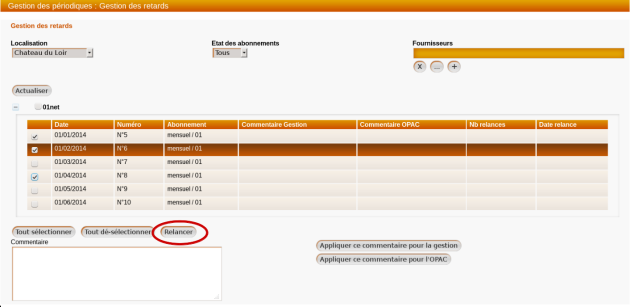 Gestion des périodiques : Gestion des retards
Gestion des retards
Localisation Etat des abonnements Fournisseurs
Chateau du Loir Tous
X ... +
Actualiser
01net
Date Numéro Abonnement Commentaire Gestion Commentaire OPAC Nb relances Date relance
01/01/2014 N°5 mensuel / 01
01/02/2014 N°6 mensuel / 01
01/03/2014 N°7 mensuel / 01
01/04/2014 N°8 mensuel / 01
01/05/2014 N°9 mensuel / 01
01/06/2014 N°10 mensuel / 01
Tout sélectionner Tout dé-sélectionner Relancer
Commentaire
Appliquer ce commentaire pour la gestion
Appliquer ce commentaire pour l'OPAC